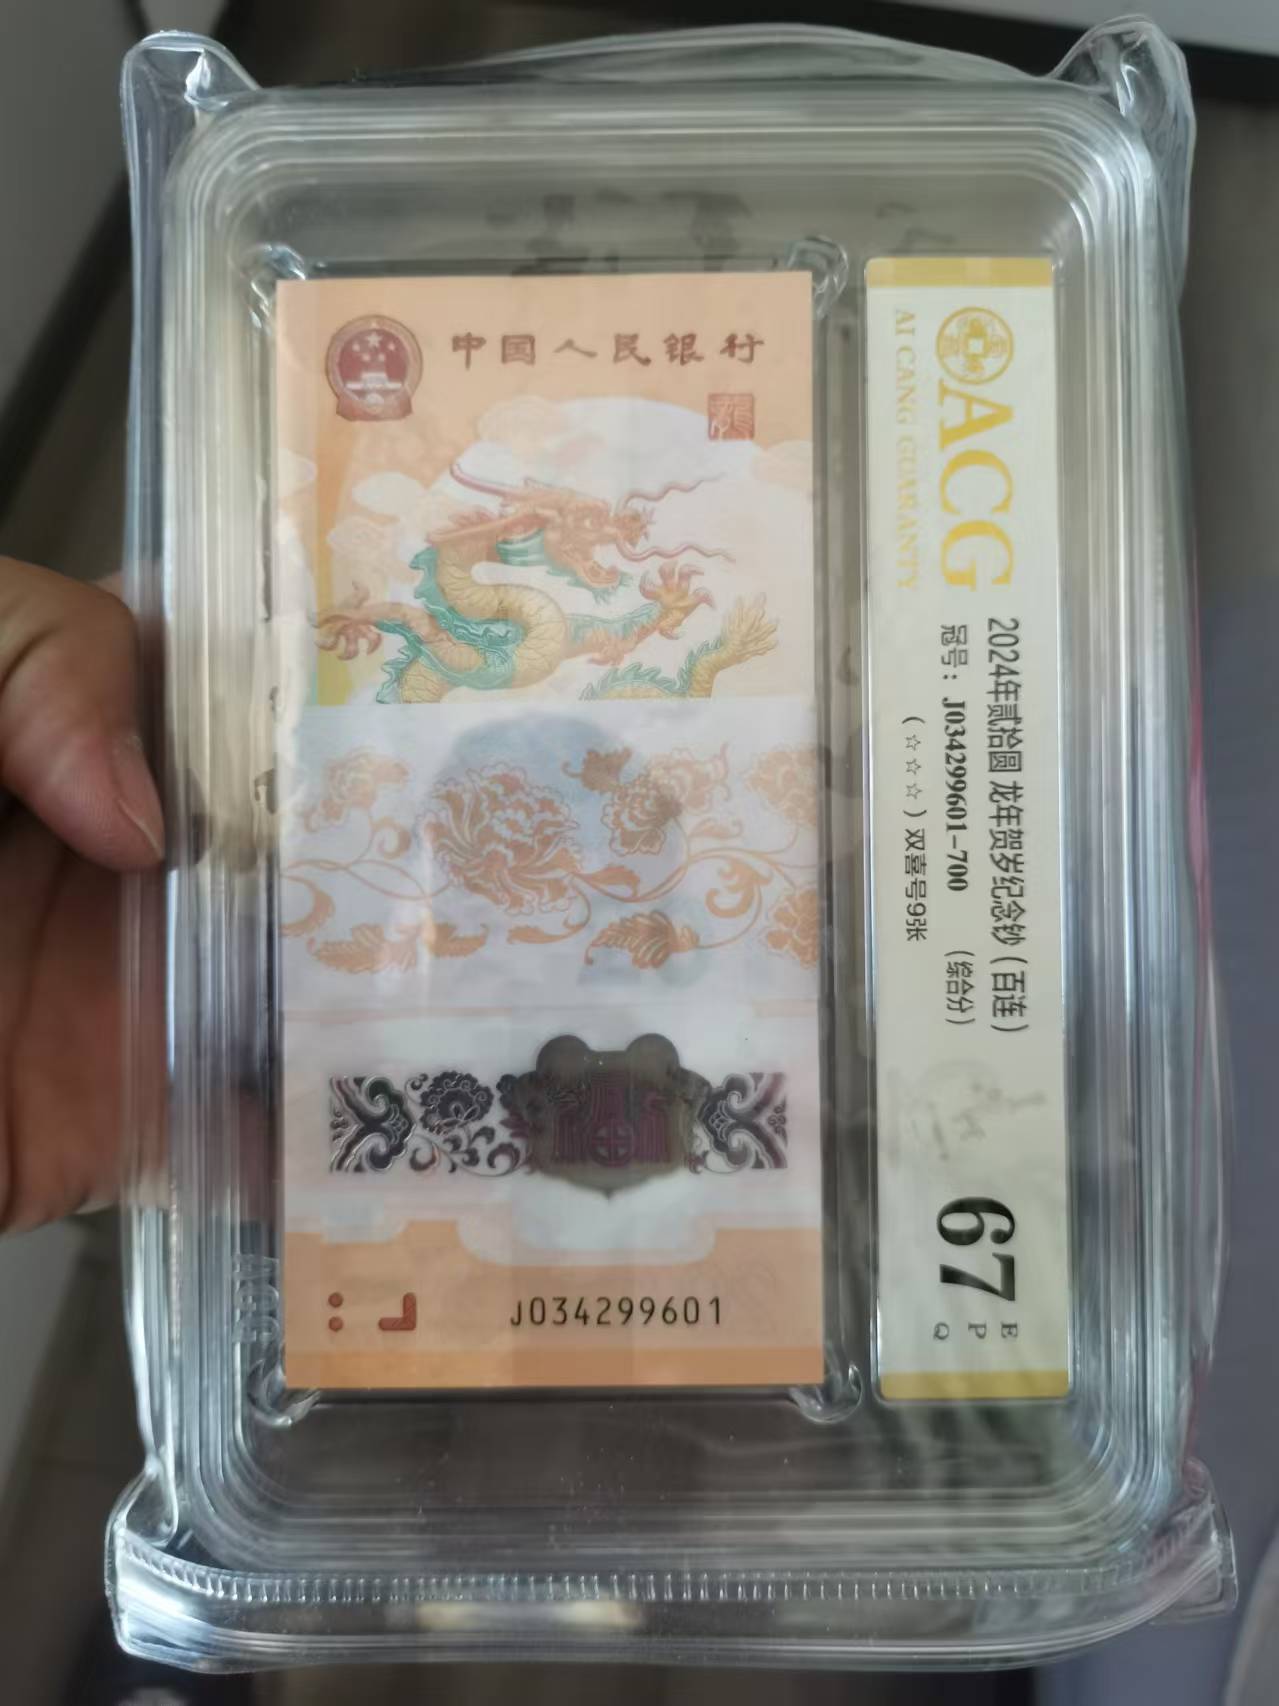 中国人民银行
J034299601
ACG
AI CANG GUARANTY
2024年贰拾圆 龙年贺岁纪念钞（百连）
冠号：J034299601-700 （综合分）
（☆☆☆）双喜号9张
67
E
P
Q
ACG